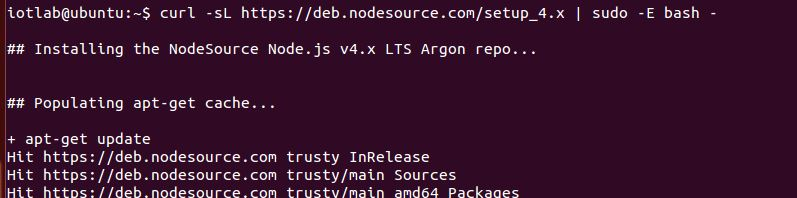 iotlab@ubuntu:~$ curl -sL https://deb.nodesource.com/setup_4.x | sudo -E bash -
## Installing the NodeSource Node.js v4.x LTS Argon repo...
## Populating apt-get cache...
+ apt-get update
Hit https://deb.nodesource.com trusty InRelease
Hit https://deb.nodesource.com trusty/main Sources
Hit https://deb.nodesource.com trusty/main amd64 Packages